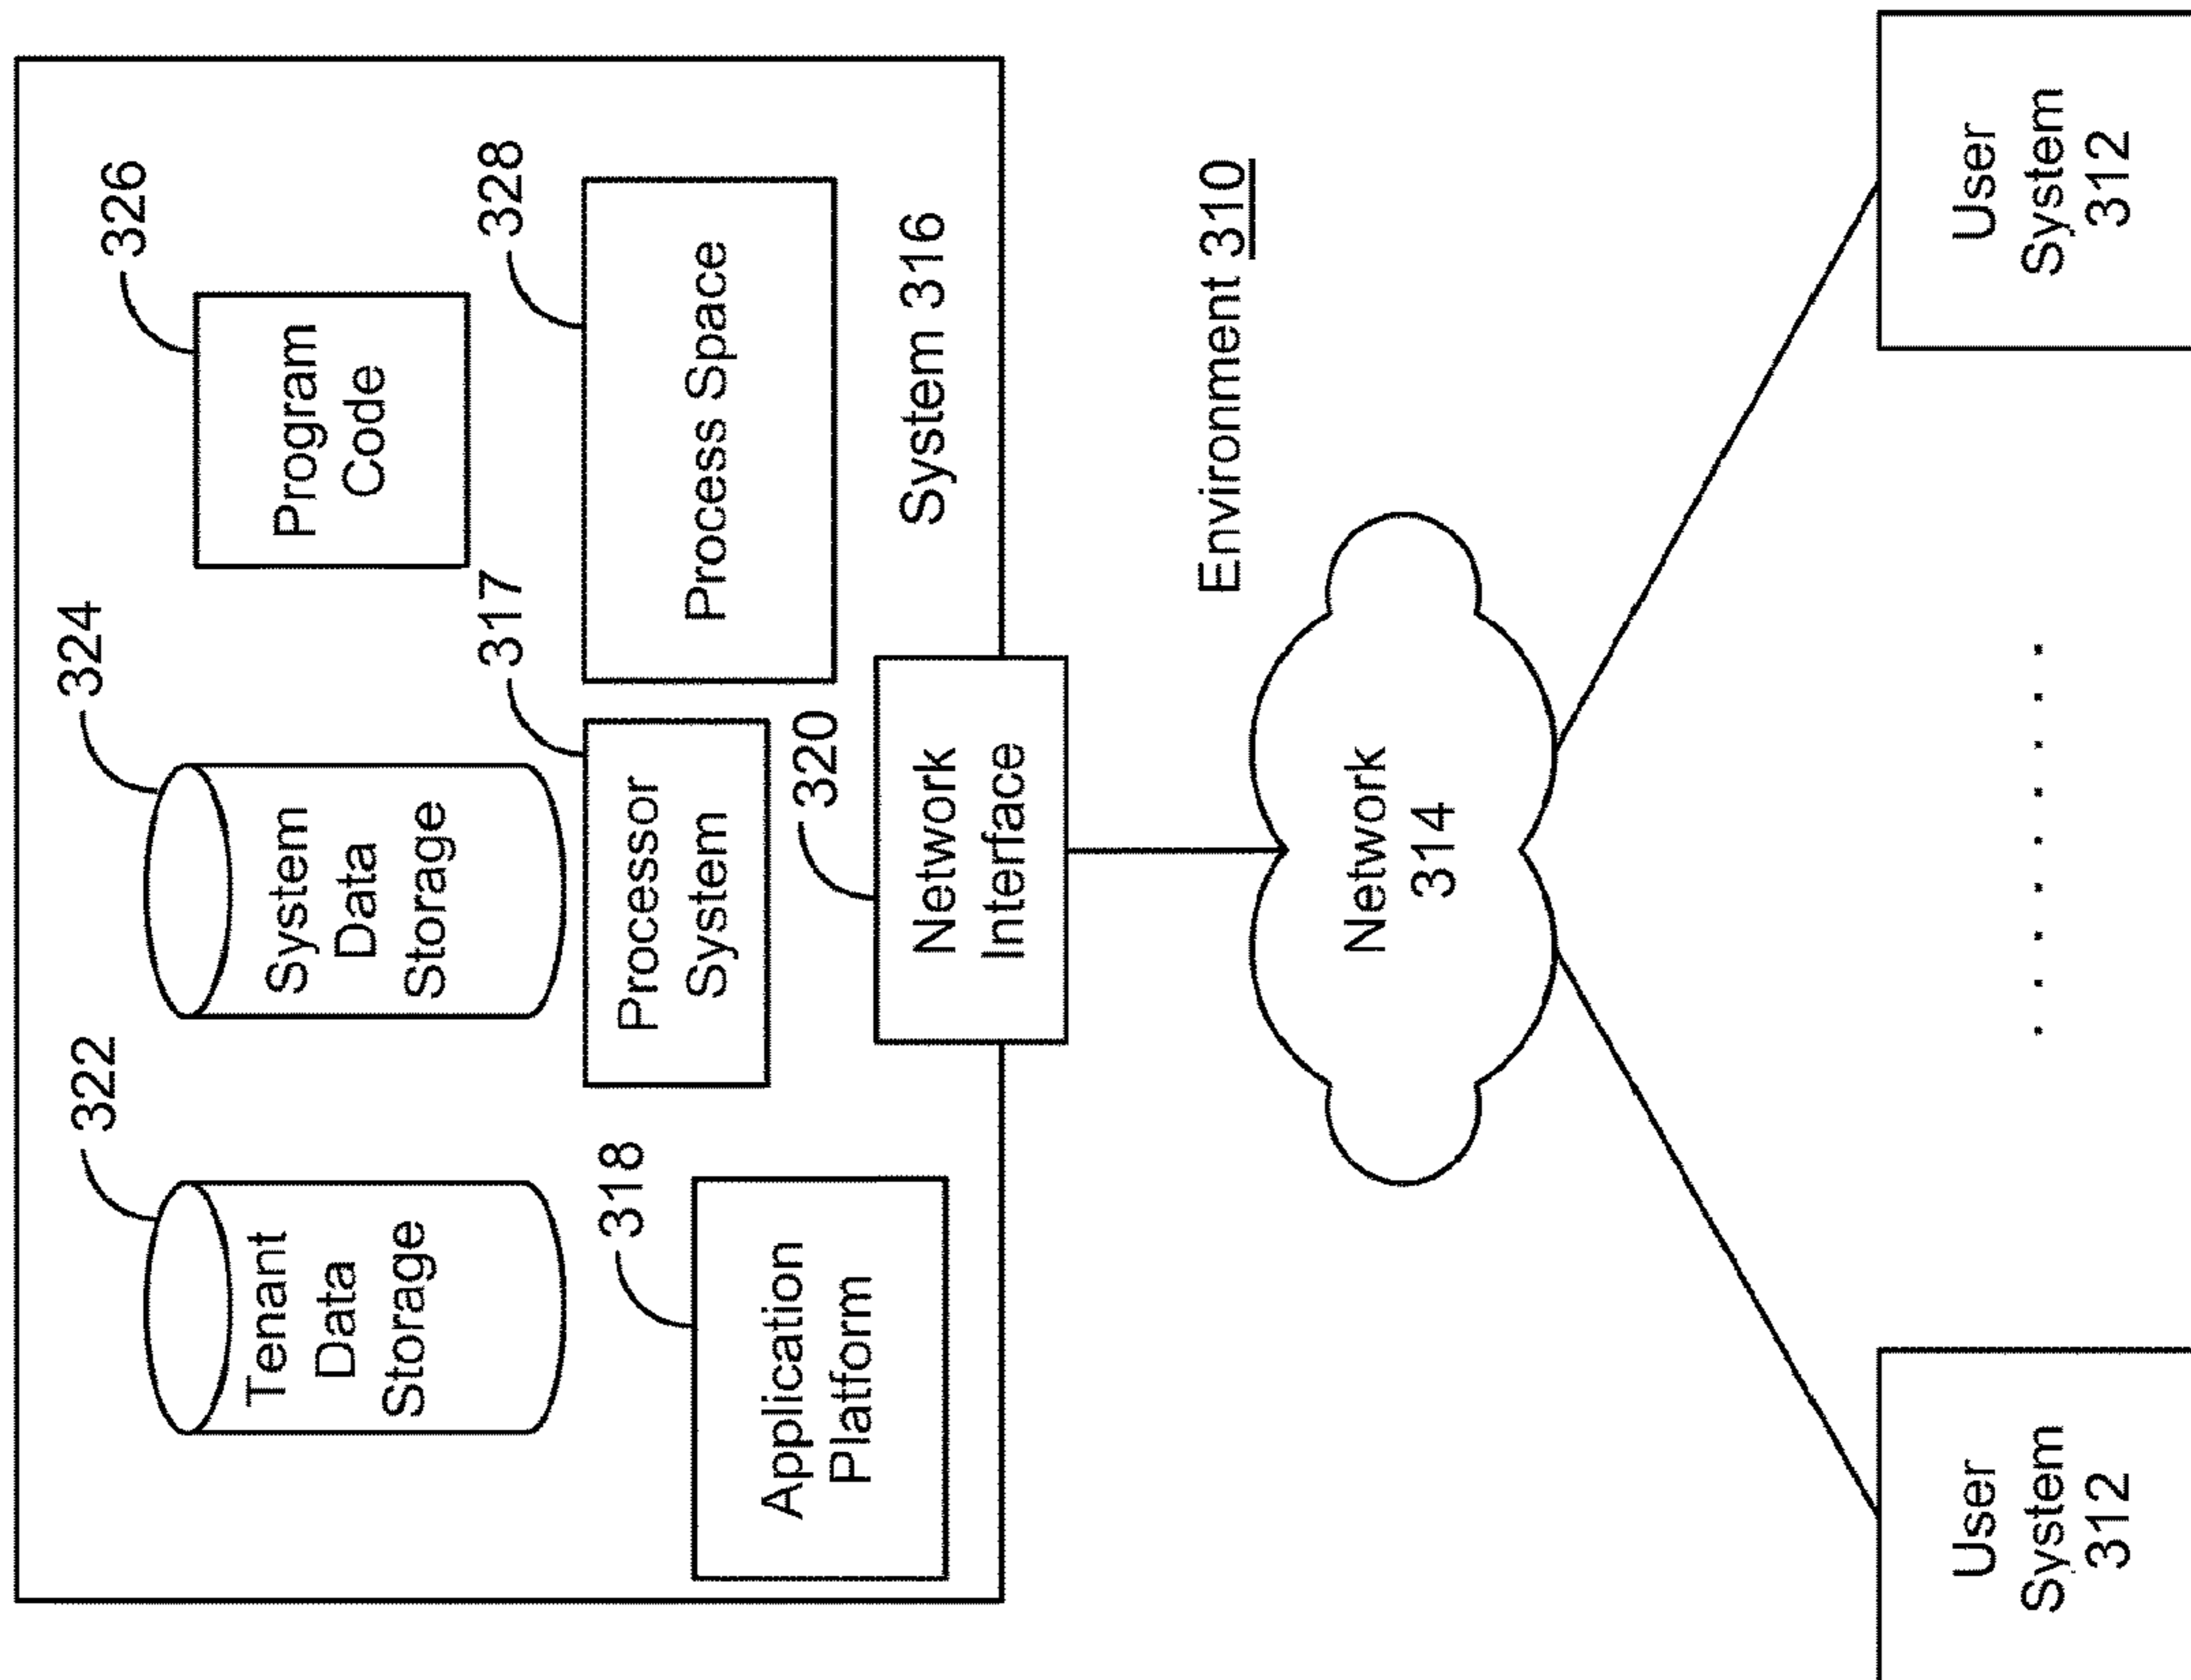 322
324
326
Tenant
Data
Storage
System
Data
Storage
Program
Code
318
317
328
Application
Platform
Processor
System
Process Space
320
Network
Interface
System 316
Environment 310
Network
314
. . . . . . . . .
User
System
312
User
System
312